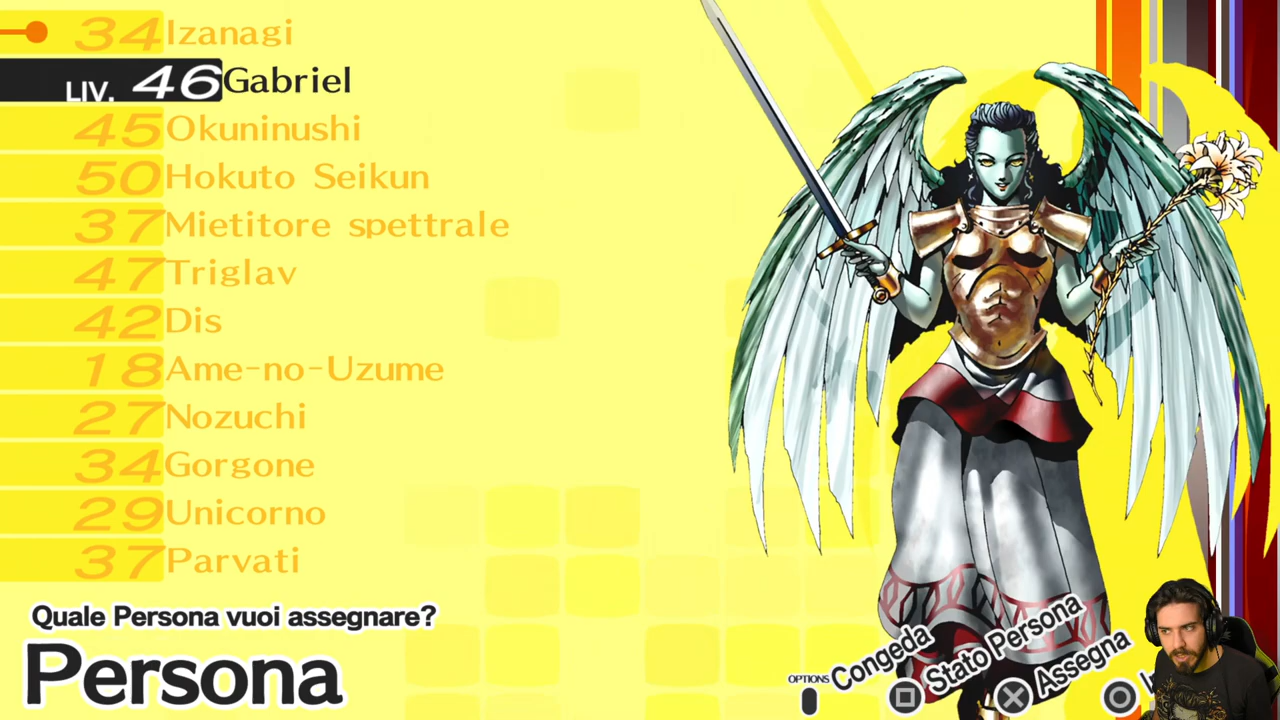 34 Izanagi
LIV. 46 Gabriel
45 Okuninushi
50 Hokuto Seikun
37 Mietitore spettrale
47 Triglav
42 Dis
18 Ame-no-Uzume
27 Nozuchi
34 Gorgone
29 Unicorno
37 Parvati
Quale Persona vuoi assegnare?
Persona
OPTIONS Congeda
Stato Persona
Assegna